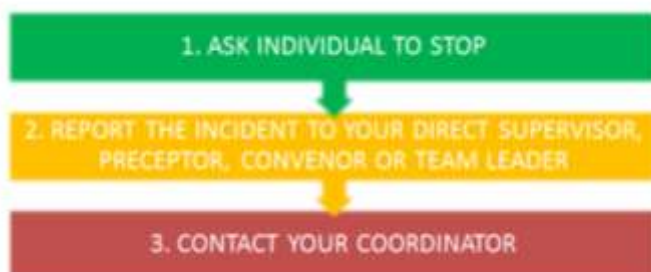 1. ASK INDIVIDUAL TO STOP
2. REPORT THE INCIDENT TO YOUR DIRECT SUPERVISOR,
PRECEPTOR, CONVENOR OR TEAM LEADER
3. CONTACT YOUR COORDINATOR